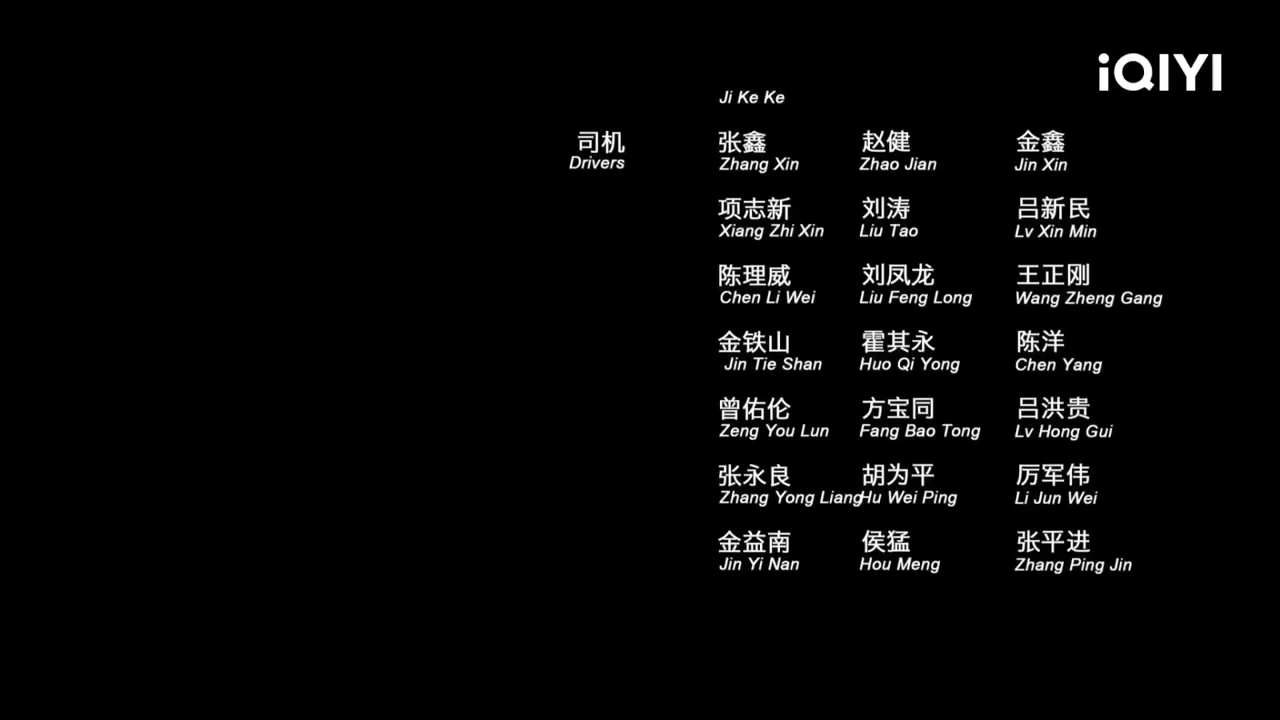 iQIYI
Ji Ke Ke
司机 张鑫 赵健 金鑫
Drivers Zhang Xin Zhao Jian Jin Xin
项志新 刘涛 吕新民
Xiang Zhi Xin Liu Tao Lv Xin Min
陈理威 刘凤龙 王正刚
Chen Li Wei Liu Feng Long Wang Zheng Gang
金铁山 霍其永 陈洋
Jin Tie Shan Huo Qi Yong Chen Yang
曾佑伦 方宝同 吕洪贵
Zeng You Lun Fang Bao Tong Lv Hong Gui
张永良 胡为平 厉军伟
Zhang Yong Liang Hu Wei Ping Li Jun Wei
金益南 侯猛 张平进
Jin Yi Nan Hou Meng Zhang Ping Jin